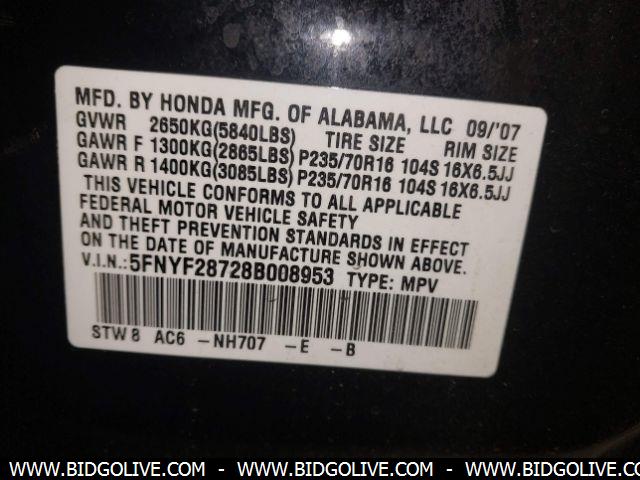 MFD. BY HONDA MFG. OF ALABAMA, LLC 09/'07
GVWR 2650KG(5840LBS) TIRE SIZE RIM SIZE
GAWR F 1300KG(2865LBS) P235/70R16 104S 16X6.5JJ
GAWR R 1400KG(3085LBS) P235/70R16 104S 16X6.5JJ
THIS VEHICLE CONFORMS TO ALL APPLICABLE
FEDERAL MOTOR VEHICLE SAFETY
AND THEFT PREVENTION STANDARDS IN EFFECT
ON THE DATE OF MANUFACTURE SHOWN ABOVE.
V.I.N.:5FNYF28728B008953 TYPE: MPV
STW 8 AC6 -NH707 -E -B
WWW.BIDGOLIVE.COM - WWW.BIDGOLIVE.COM - WWW.BIDGOLIVE.COM